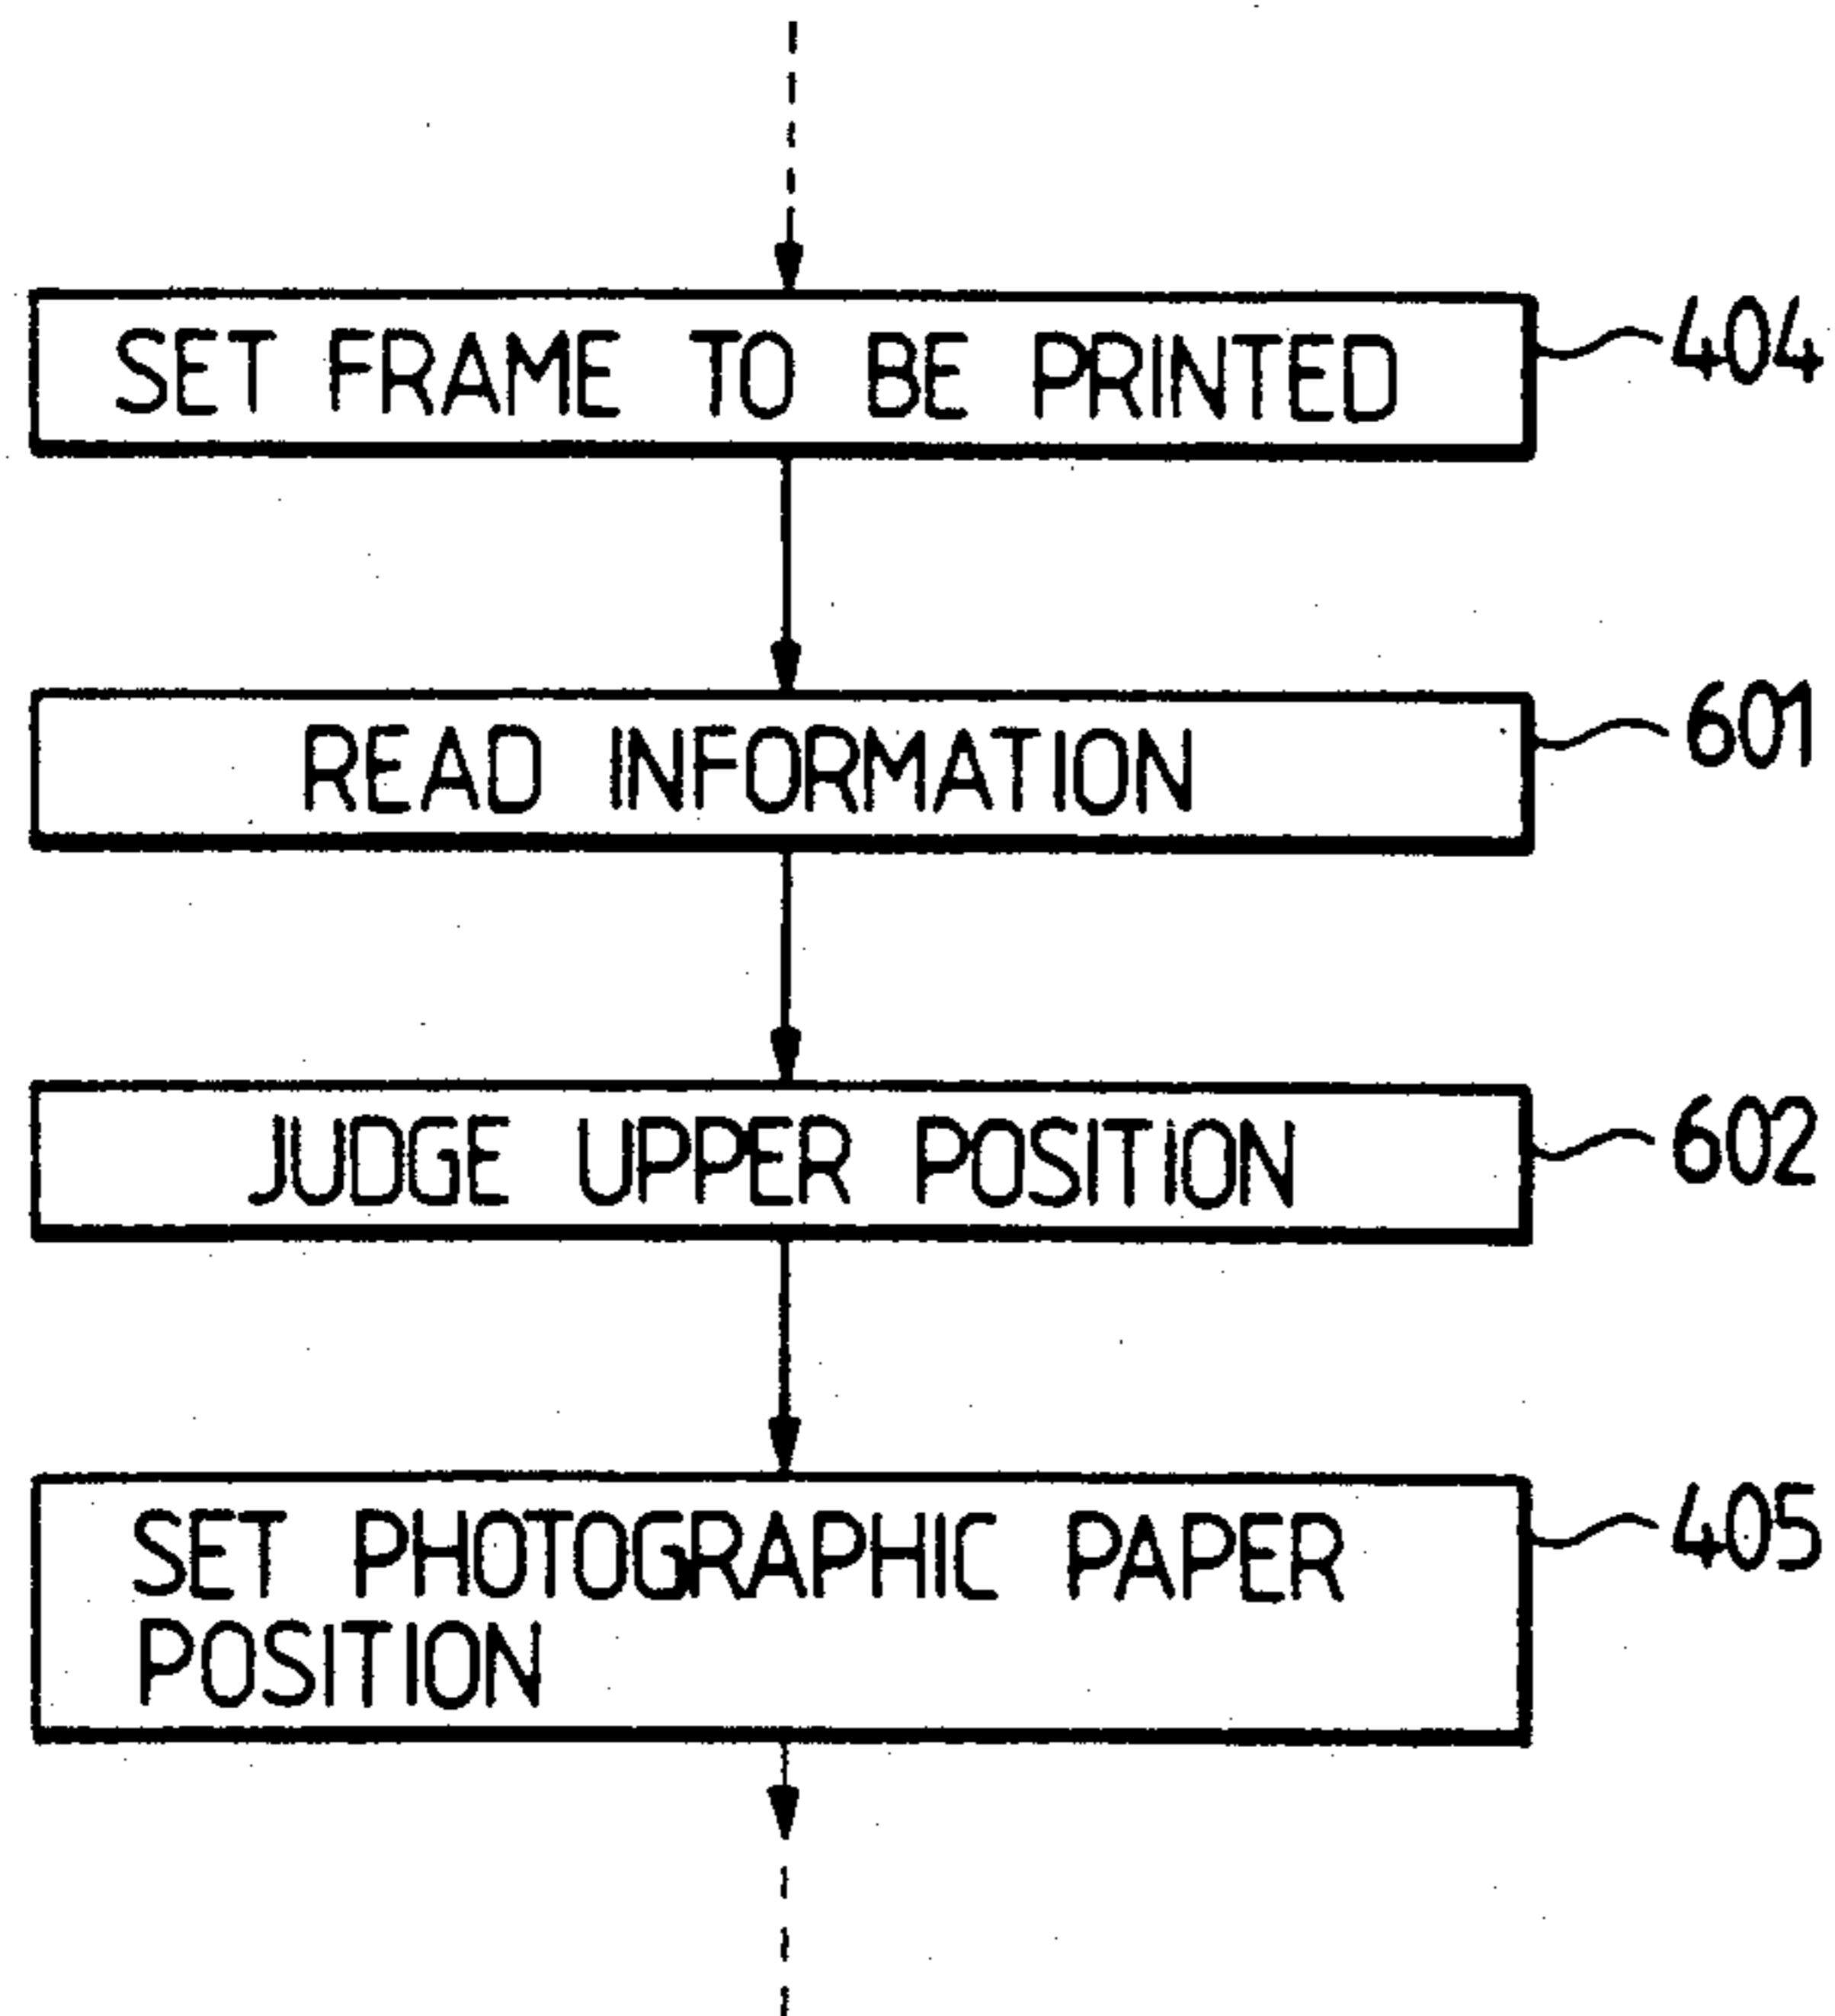 SET FRAME TO BE PRINTED 404
READ INFORMATION 601
JUDGE UPPER POSITION 602
SET PHOTOGRAPHIC PAPER 405
POSITION